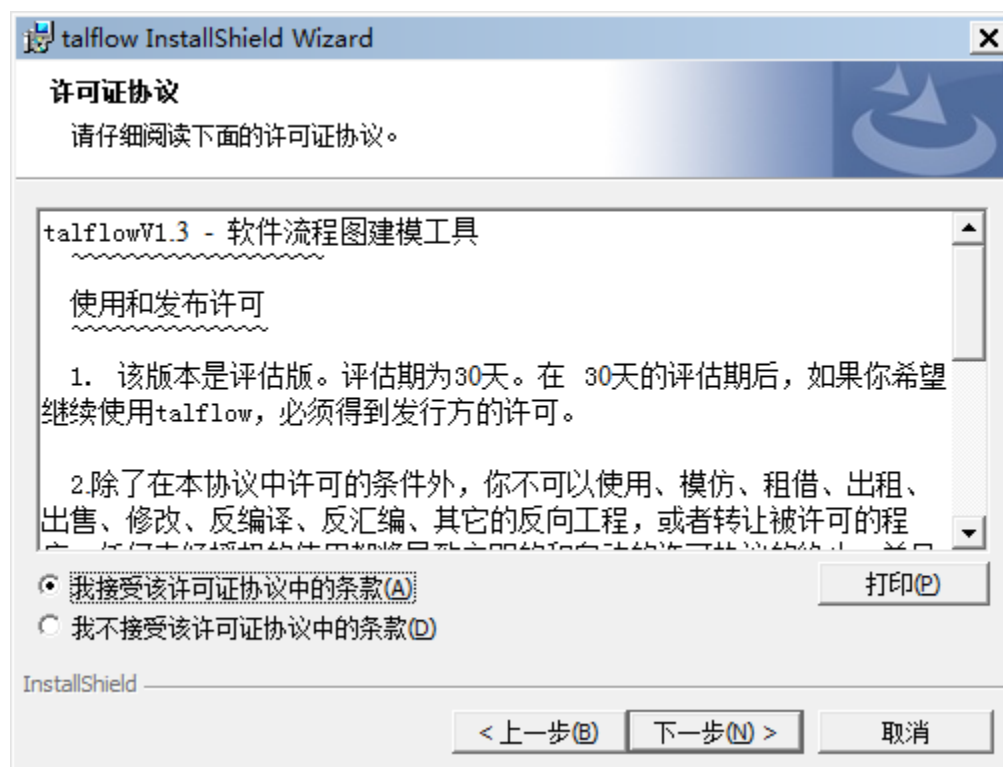 talflow InstallShield Wizard
许可证协议
请仔细阅读下面的许可证协议。
talflowV1.3 - 软件流程图建模工具
使用和发布许可
1. 该版本是评估版。评估期为30天。在 30天的评估期后，如果你希望
继续使用talflow，必须得到发行方的许可。
2.除了在本协议中许可的条件外，你不可以使用、模仿、租借、出租、
出售、修改、反编译、反汇编、其它的反向工程，或者转让被许可的程
我接受该许可证协议中的条款(A)
打印(P)
我不接受该许可证协议中的条款(D)
InstallShield
< 上一步(B)
下一步(N) >
取消